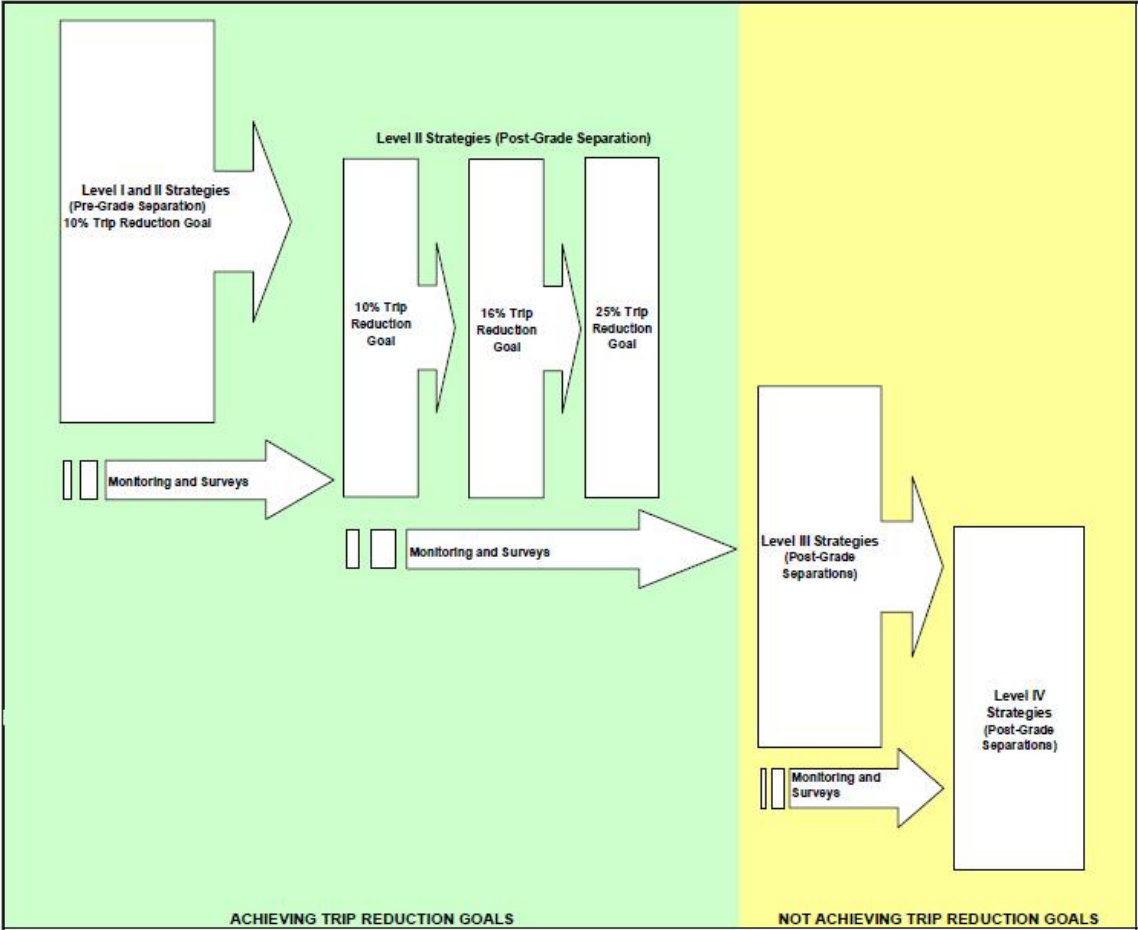 Level I and II Strategies
(Pre-Grade Separation)
10% Trip Reduction Goal
Level II Strategies (Post-Grade Separation)
10% Trip
Reduction
Goal
16% Trip
Reduction
Goal
25% Trip
Reduction
Goal
Monitoring and Surveys
Monitoring and Surveys
Level III Strategies
(Post-Grade
Separations)
Level IV
Strategies
(Post-Grade
Separations)
Monitoring and
Surveys
ACHIEVING TRIP REDUCTION GOALS
NOT ACHIEVING TRIP REDUCTION GOALS